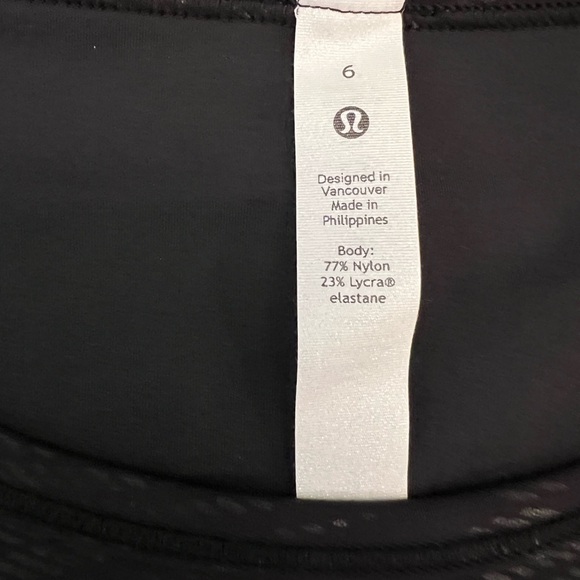 6
Designed in
Vancouver
Made in
Philippines
Body:
77% Nylon
23% Lycra®
elastane